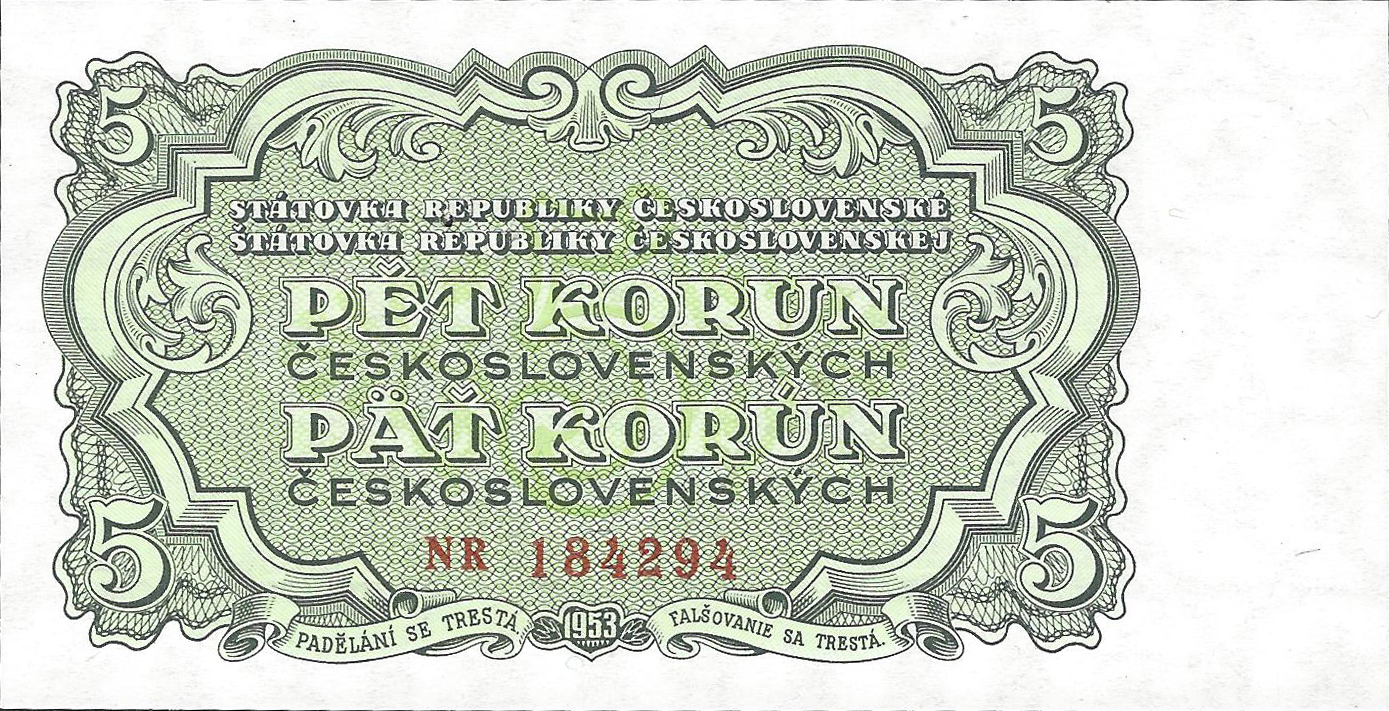 5 5
STÁTOVKA REPUBLIKY ČESKOSLOVENSKÉ
ŠTÁTOVKA REPUBLIKY ČESKOSLOVENSKEJ
PĚT KORUN
ČESKOSLOVENSKÝCH
PÄŤ KORÚN
ČESKOSLOVENSKÝCH
5 5
NR 184294
PADĚLÁNÍ SE TRESTÁ. 1953 FALŠOVANIE SA TRESTÁ.